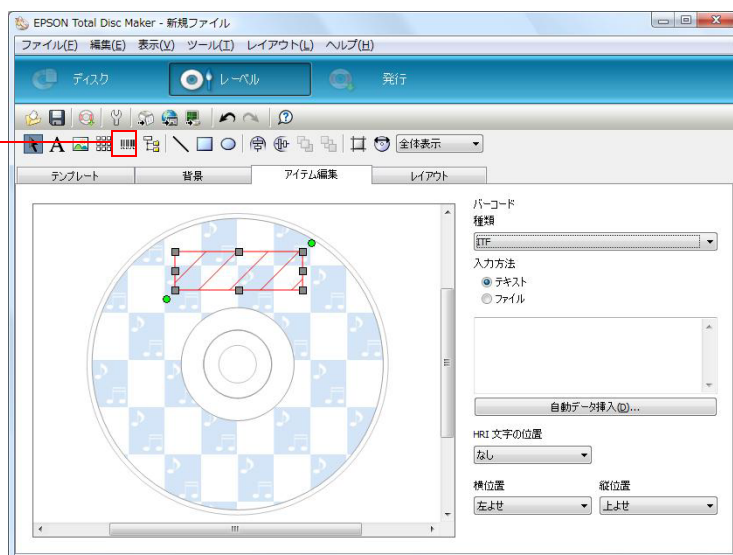 EPSON Total Disc Maker - 新規ファイル
ファイル(F) 編集(E) 表示(V) ツール(T) レイアウト(L) ヘルプ(H)
ディスク レーベル 発行
A 全体表示
テンプレート 背景 アイテム編集 レイアウト
バーコード
種類
ITF
入力方法
テキスト
ファイル
自動データ挿入(D)...
HRI 文字の位置
なし
横位置 縦位置
左よせ 上よせ